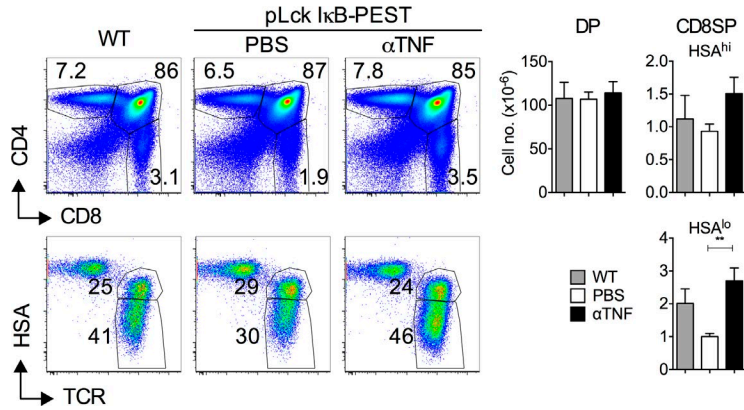 pLck IκB-PEST
WT
PBS
αTNF
7.2
86
6.5
87
7.8
85
3.1
1.9
3.5
CD4
CD8
25
41
29
30
24
46
HSA
TCR
DP
CD8SP
HSAhi
Cell no. (x10-6)
150
100
50
0
2.0
1.5
1.0
0.5
0.0
HSAlo
**
4
3
2
1
0
WT
PBS
αTNF